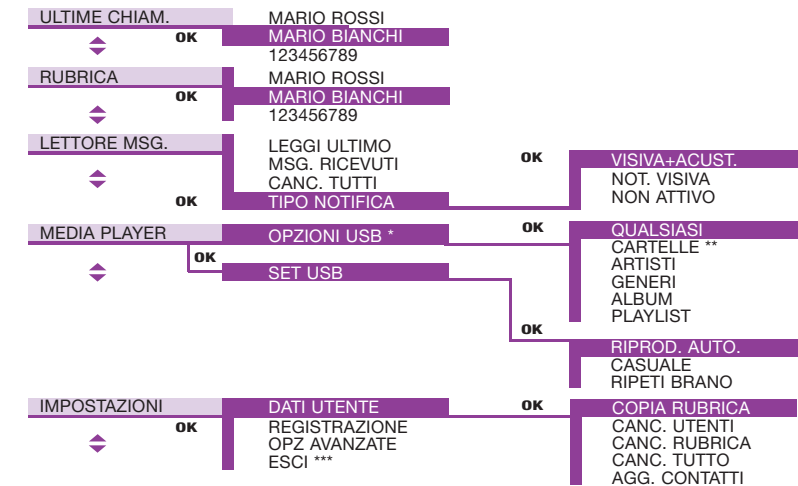 ULTIME CHIAM.
OK
MARIO ROSSI
MARIO BIANCHI
123456789
RUBRICA
OK
MARIO ROSSI
MARIO BIANCHI
123456789
LETTORE MSG.
OK
LEGGI ULTIMO
MSG. RICEVUTI
CANC. TUTTI
TIPO NOTIFICA
OK
VISIVA+ACUST.
NOT. VISIVA
NON ATTIVO
MEDIA PLAYER
OK
OPZIONI USB *
SET USB
OK
QUALSIASI
CARTELLE **
ARTISTI
GENERI
ALBUM
PLAYLIST
OK
RIPROD. AUTO.
CASUALE
RIPETI BRANO
IMPOSTAZIONI
OK
DATI UTENTE
REGISTRAZIONE
OPZ AVANZATE
ESCI ***
OK
COPIA RUBRICA
CANC. UTENTI
CANC. RUBRICA
CANC. TUTTO
AGG. CONTATTI